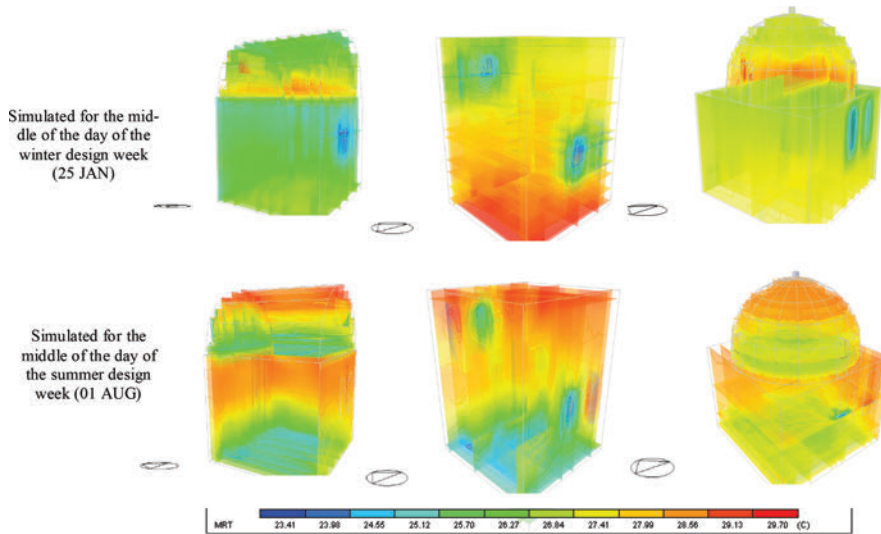 Simulated for the mid-
dle of the day of the
winter design week
(25 JAN)
Simulated for the
middle of the day of
the summer design
week (01 AUG)
MRT 23.41 23.98 24.55 25.12 25.70 26.27 26.84 27.41 27.99 28.56 29.13 29.70 (C)